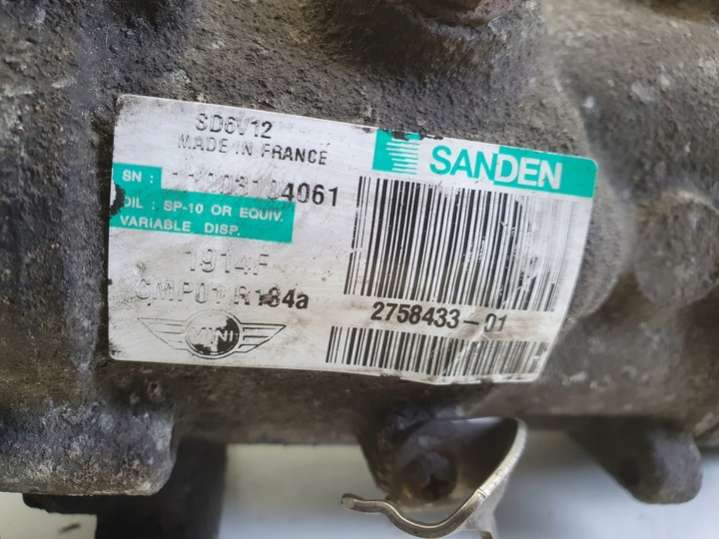 SD6V12
MADE IN FRANCE
SANDEN
SN :
OIL : SP-10 OR EQUIV.
VARIABLE DISP.
1914F
CMP01 R134a
2758433-01
MINI